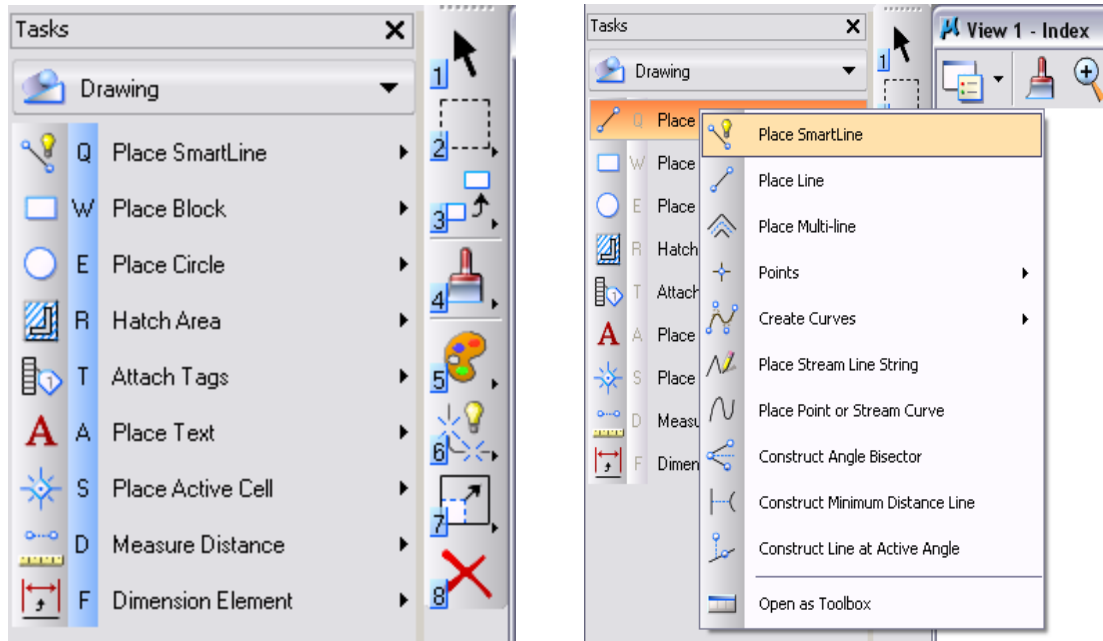 Tasks
Drawing
Q Place SmartLine
W Place Block
E Place Circle
R Hatch Area
T Attach Tags
A Place Text
S Place Active Cell
D Measure Distance
F Dimension Element
1
2
3
4
5
6
7
8
Tasks
Drawing
Q Place
W Place
E Place
R Hatch
T Attach
A Place
S Place
D Measu
F Dimen
1
View 1 - Index
Place SmartLine
Place Line
Place Multi-line
Points
Create Curves
Place Stream Line String
Place Point or Stream Curve
Construct Angle Bisector
Construct Minimum Distance Line
Construct Line at Active Angle
Open as Toolbox